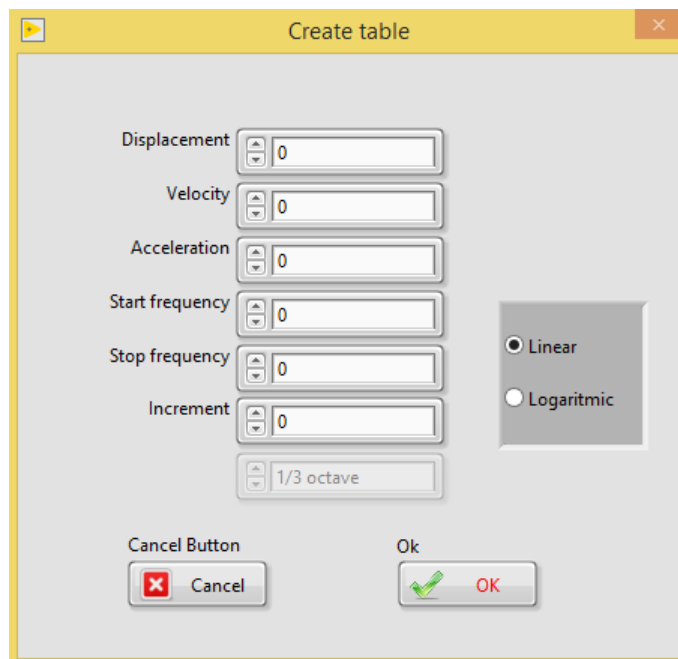 Create table
Displacement 0
Velocity 0
Acceleration 0
Start frequency 0
Stop frequency 0
Linear
Increment 0
Logaritmic
1/3 octave
Cancel Button
Ok
Cancel
OK